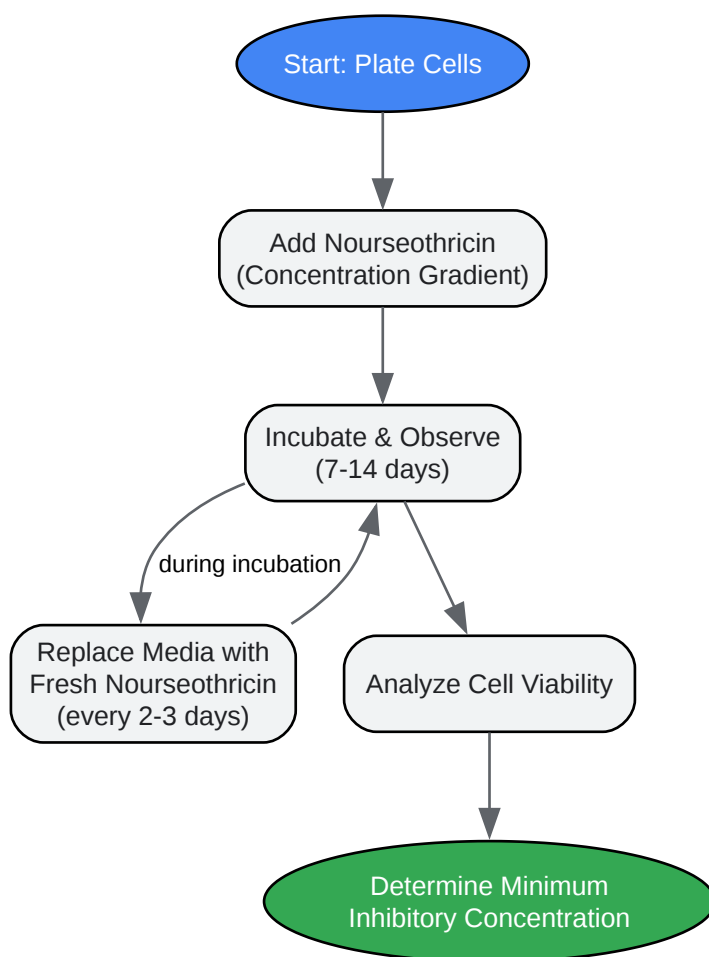 Start: Plate Cells
Add Nourseothricin
(Concentration Gradient)
Incubate & Observe
(7-14 days)
during incubation
Replace Media with
Fresh Nourseothricin
(every 2-3 days)
Analyze Cell Viability
Determine Minimum
Inhibitory Concentration